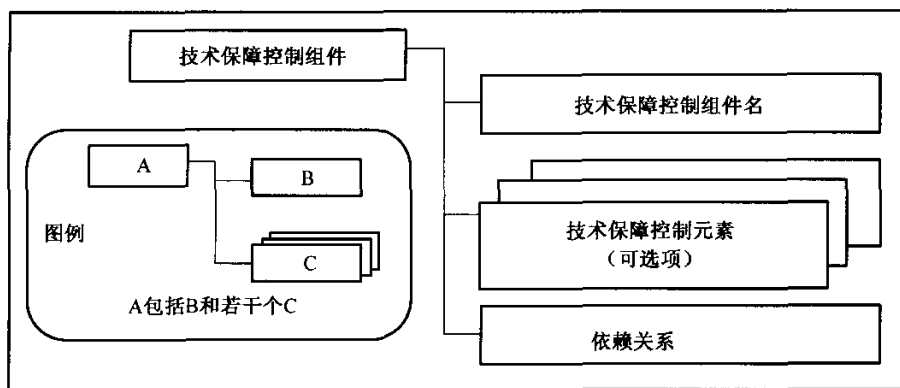 技术保障控制组件
技术保障控制组件名
A
B
图例
技术保障控制元素
（可选项）
C
A包括B和若干个C
依赖关系